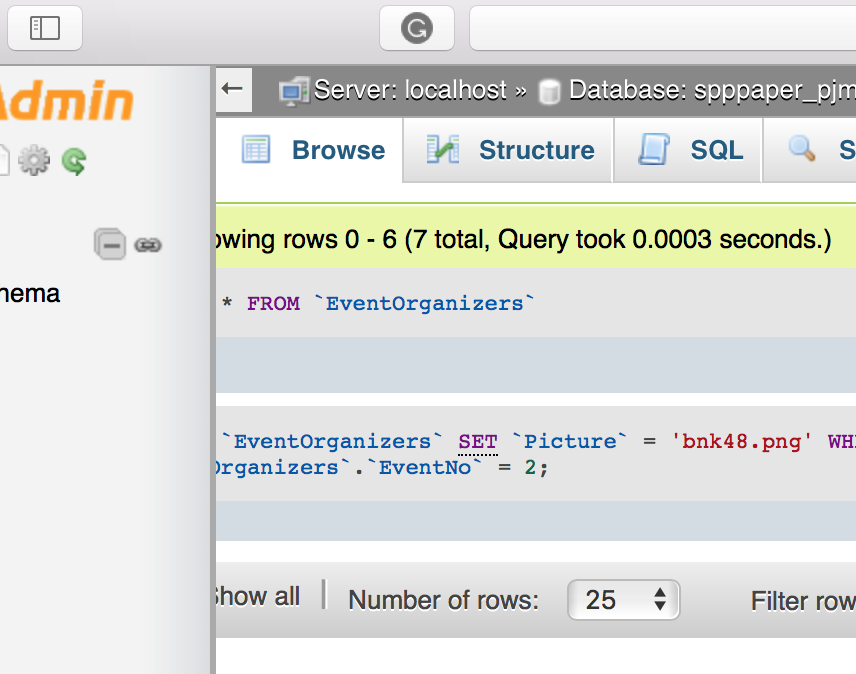 Admin
Server: localhost » Database: spppaper_pjm
Browse Structure SQL S
owing rows 0 - 6 (7 total, Query took 0.0003 seconds.)
hema
* FROM `EventOrganizers`
`EventOrganizers` SET `Picture` = 'bnk48.png' WH
Organizers`.`EventNo` = 2;
Show all Number of rows: 25 Filter row